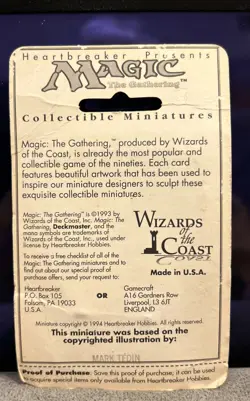 Heartbreaker Presents
MAGIC
The Gathering™
Collectible Miniatures
Magic: The Gathering,™ produced by Wizards
of the Coast, is already the most popular and
collectible game of the nineties. Each card
features beautiful artwork that has been used to
inspire our miniature designers to sculpt these
exquisite collectible miniatures.
Magic: The Gathering™ is ©1993 by
Wizards of the Coast, Inc. Magic: The
Gathering, Deckmaster, and the
mana symbols are trademarks of
Wizards of the Coast, Inc., used under
license by Heartbreaker Hobbies.
WIZARDS
of the
COAST
Made in U.S.A.
To receive a free checklist of all of the
Magic: The Gathering miniatures and to
find out about our special proof of
purchase offers, send your request to:
Heartbreaker
P.O. Box 105
Folsom, PA 19033
U.S.A.
OR
Gamecraft
A16 Gardners Row
Liverpool, L3 6JT
ENGLAND
Miniature copyright © 1994 Heartbreaker Hobbies. All rights reserved.
This miniature was based on the
copyrighted illustration by:
MARK TEDIN
Proof of Purchase. Save this proof of purchase; it can be used
to acquire special items only available from Heartbreaker Hobbies.